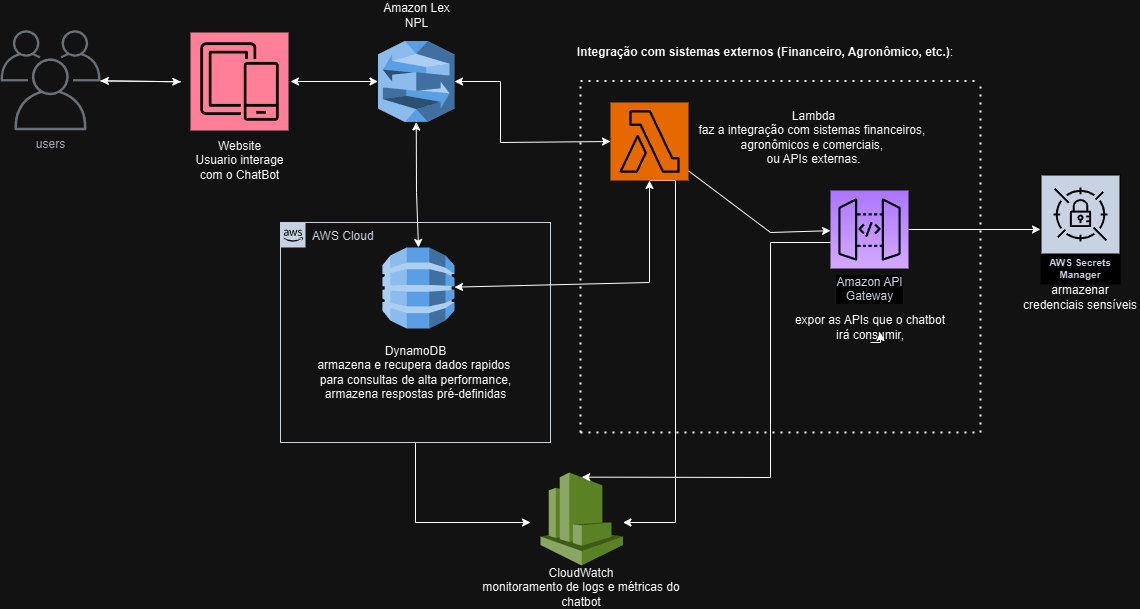 Amazon Lex
NPL
Integração com sistemas externos (Financeiro, Agronômico, etc.):
users
Website
Usuario interage
com o ChatBot
Lambda
faz a integração com sistemas financeiros,
agronômicos e comerciais,
ou APIs externas.
aws
AWS Cloud
</>
Amazon API
Gateway
expor as APIs que o chatbot
irá consumir,
AWS Secrets
Manager
armazenar
credenciais sensíveis
DynamoDB
armazena e recupera dados rapidos
para consultas de alta performance,
armazena respostas pré-definidas
CloudWatch
monitoramento de logs e métricas do
chatbot